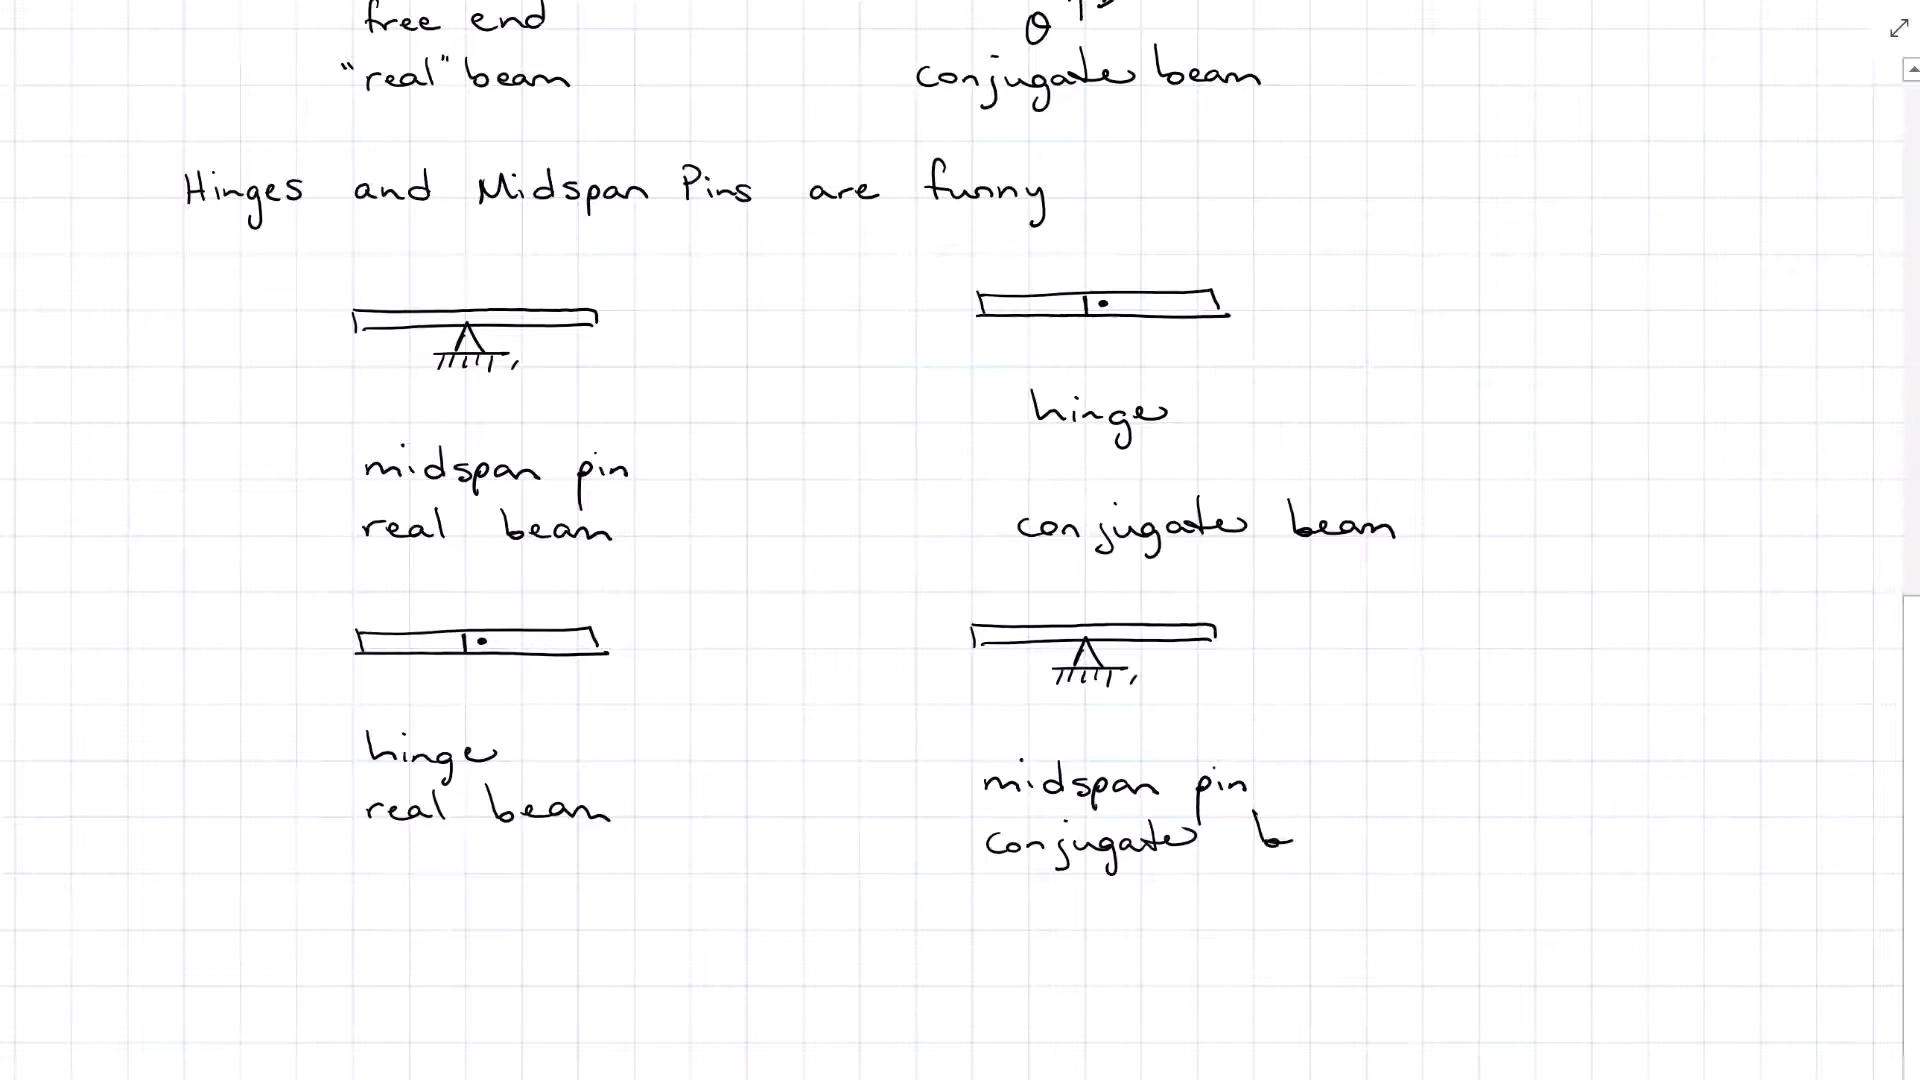 free end
θ
"real" beam
conjugate beam
Hinges and Midspan Pins are funny
hinge
midspan pin
real beam
conjugate beam
hinge
real beam
midspan pin
conjugate b